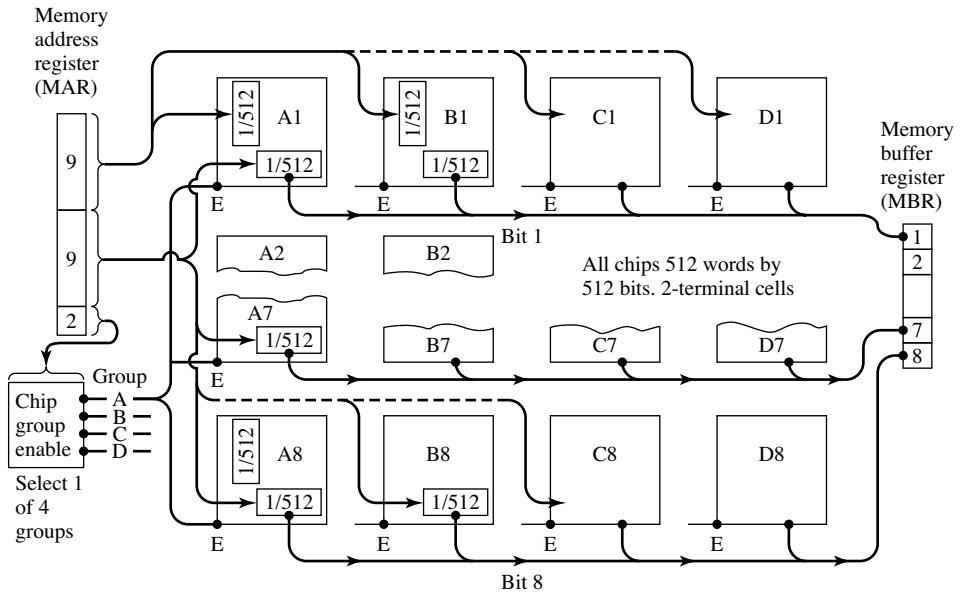 Memory
address
register
(MAR)
9
9
2
Chip
group
enable
Group
A
B
C
D
Select 1
of 4
groups
1/512
A1
1/512
E
1/512
B1
1/512
E
C1
E
D1
E
Bit 1
A2
B2
All chips 512 words by
512 bits. 2-terminal cells
A7
1/512
E
B7
C7
D7
1/512
A8
1/512
E
B8
1/512
E
C8
E
D8
E
Bit 8
Memory
buffer
register
(MBR)
1
2
7
8